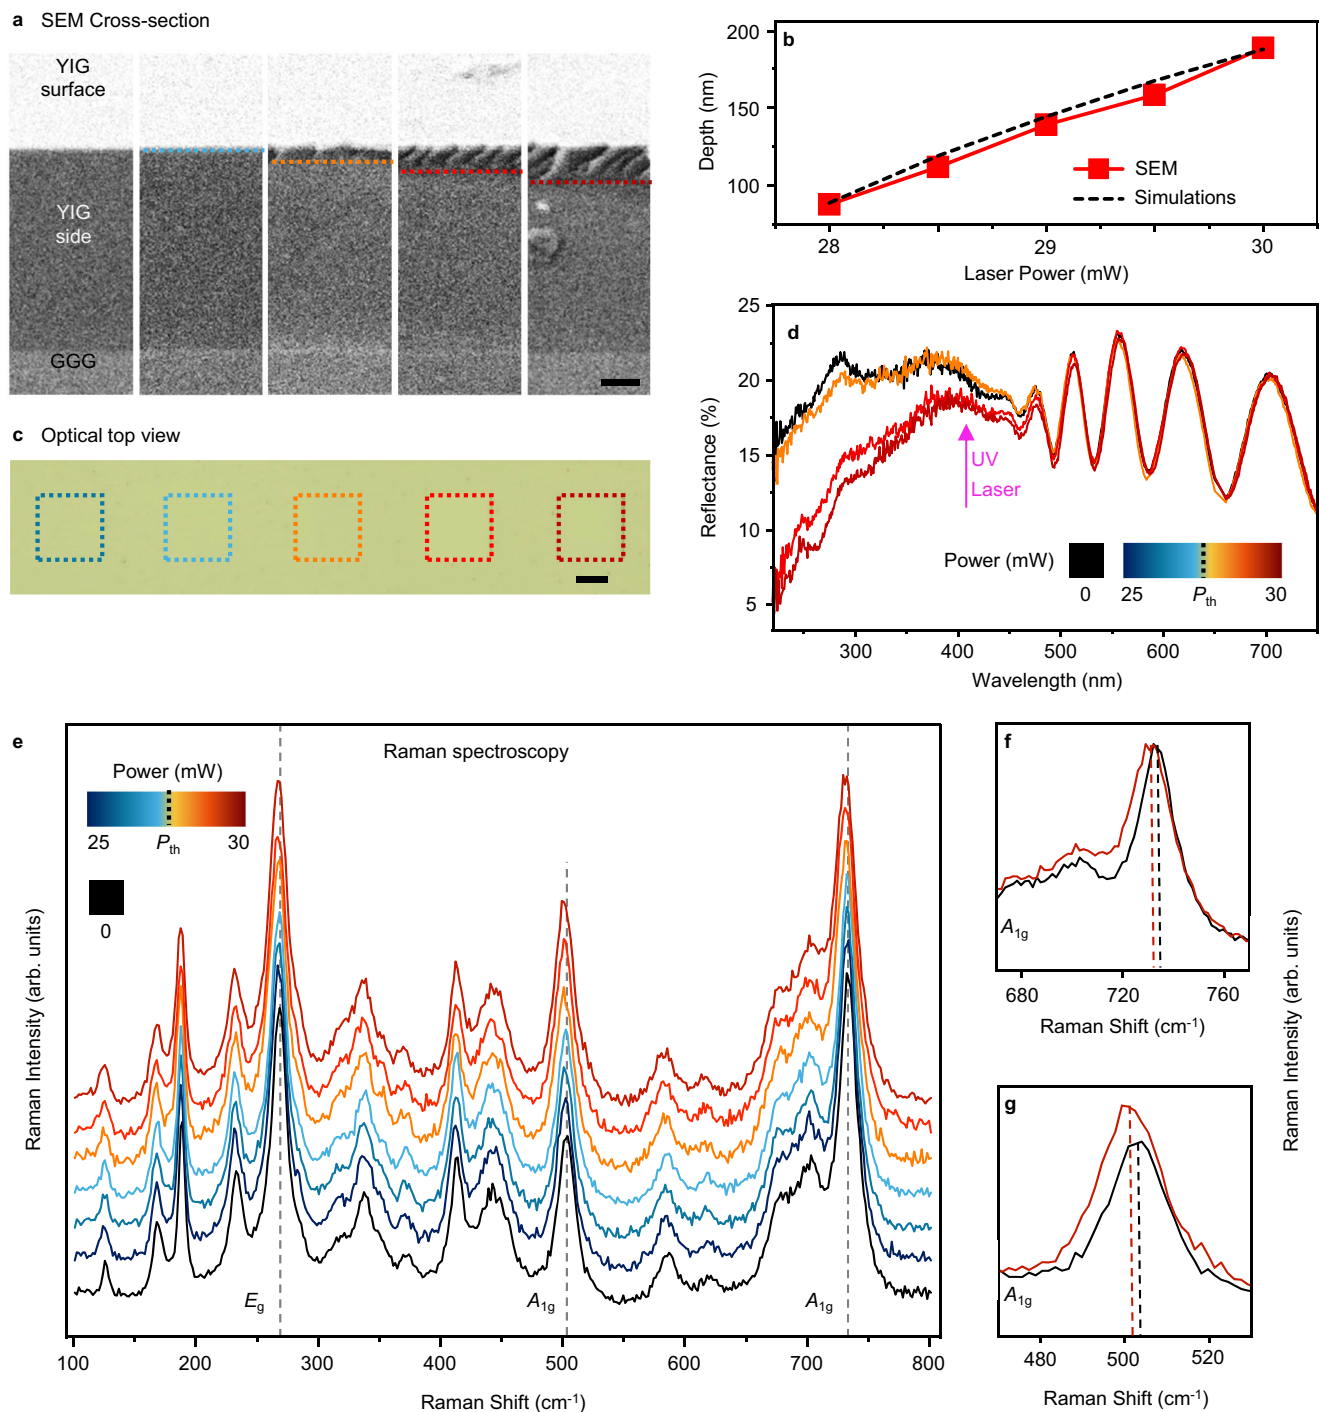 a SEM Cross-section
YIG
surface
YIG
side
GGG
b
200
150
100
Depth (nm)
SEM
Simulations
28
29
30
Laser Power (mW)
c Optical top view
d
25
20
15
10
5
Reflectance (%)
UV
Laser
Power (mW)
0
25
Pth
30
300
400
500
600
700
Wavelength (nm)
e
Raman spectroscopy
Power (mW)
25
Pth
30
0
Raman Intensity (arb. units)
Eg
A1g
A1g
100
200
300
400
500
600
700
800
Raman Shift (cm-1)
f
A1g
680
720
760
Raman Shift (cm-1)
Raman Intensity (arb. units)
g
A1g
480
500
520
Raman Shift (cm-1)